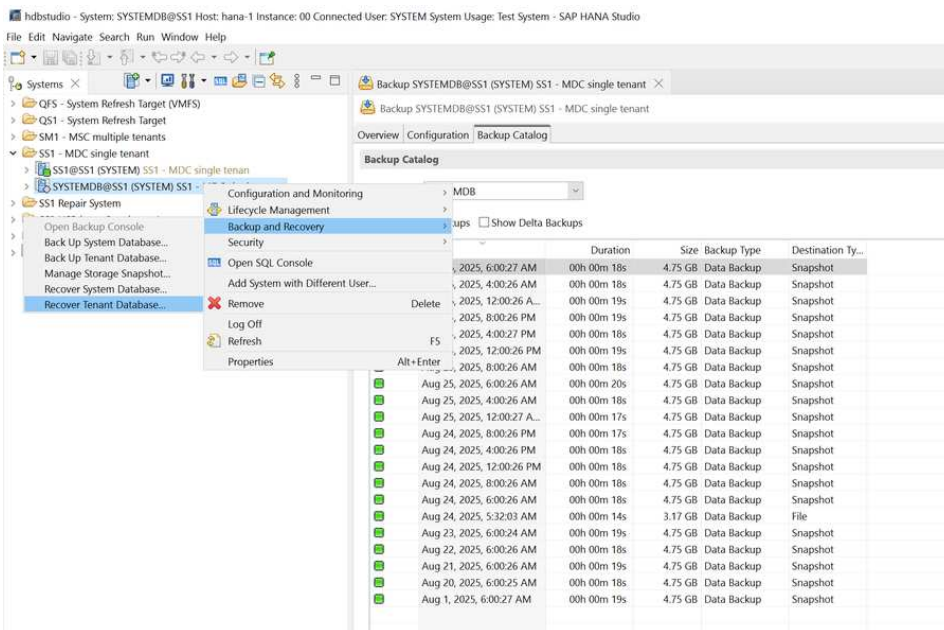 hdbstudio - System: SYSTEMDB@SS1 Host: hana-1 Instance: 00 Connected User: SYSTEM System Usage: Test System - SAP HANA Studio
File Edit Navigate Search Run Window Help
Systems
QFS - System Refresh Target (VMFS)
QS1 - System Refresh Target
SM1 - MSC multiple tenants
SS1 - MDC single tenant
SS1@SS1 (SYSTEM) SS1 - MDC single tenan
SYSTEMDB@SS1 (SYSTEM) SS1 -
SS1 Repair System
Open Backup Console
Back Up System Database...
Back Up Tenant Database...
Manage Storage Snapshot...
Recover System Database...
Recover Tenant Database...
Configuration and Monitoring
Lifecycle Management
Backup and Recovery
Security
SQL Open SQL Console
Add System with Different User...
Remove Delete
Log Off
Refresh F5
Properties Alt+Enter
Backup SYSTEMDB@SS1 (SYSTEM) SS1 - MDC single tenant
Backup SYSTEMDB@SS1 (SYSTEM) SS1 - MDC single tenant
Overview Configuration Backup Catalog
Backup Catalog
MDB
ups Show Delta Backups
Duration Size Backup Type Destination Ty...
, 2025, 6:00:27 AM 00h 00m 18s 4.75 GB Data Backup Snapshot
, 2025, 4:00:26 AM 00h 00m 18s 4.75 GB Data Backup Snapshot
, 2025, 12:00:26 A... 00h 00m 19s 4.75 GB Data Backup Snapshot
, 2025, 8:00:26 PM 00h 00m 19s 4.75 GB Data Backup Snapshot
, 2025, 4:00:27 PM 00h 00m 18s 4.75 GB Data Backup Snapshot
, 2025, 12:00:26 PM 00h 00m 19s 4.75 GB Data Backup Snapshot
, 2025, 8:00:26 AM 00h 00m 18s 4.75 GB Data Backup Snapshot
Aug 25, 2025, 6:00:26 AM 00h 00m 20s 4.75 GB Data Backup Snapshot
Aug 25, 2025, 4:00:26 AM 00h 00m 18s 4.75 GB Data Backup Snapshot
Aug 25, 2025, 12:00:27 A... 00h 00m 17s 4.75 GB Data Backup Snapshot
Aug 24, 2025, 8:00:26 PM 00h 00m 17s 4.75 GB Data Backup Snapshot
Aug 24, 2025, 4:00:26 PM 00h 00m 18s 4.75 GB Data Backup Snapshot
Aug 24, 2025, 12:00:26 PM 00h 00m 18s 4.75 GB Data Backup Snapshot
Aug 24, 2025, 8:00:26 AM 00h 00m 18s 4.75 GB Data Backup Snapshot
Aug 24, 2025, 6:00:26 AM 00h 00m 18s 4.75 GB Data Backup Snapshot
Aug 24, 2025, 5:32:03 AM 00h 00m 14s 3.17 GB Data Backup File
Aug 23, 2025, 6:00:24 AM 00h 00m 19s 4.75 GB Data Backup Snapshot
Aug 22, 2025, 6:00:26 AM 00h 00m 18s 4.75 GB Data Backup Snapshot
Aug 21, 2025, 6:00:26 AM 00h 00m 19s 4.75 GB Data Backup Snapshot
Aug 20, 2025, 6:00:25 AM 00h 00m 18s 4.75 GB Data Backup Snapshot
Aug 1, 2025, 6:00:27 AM 00h 00m 19s 4.75 GB Data Backup Snapshot